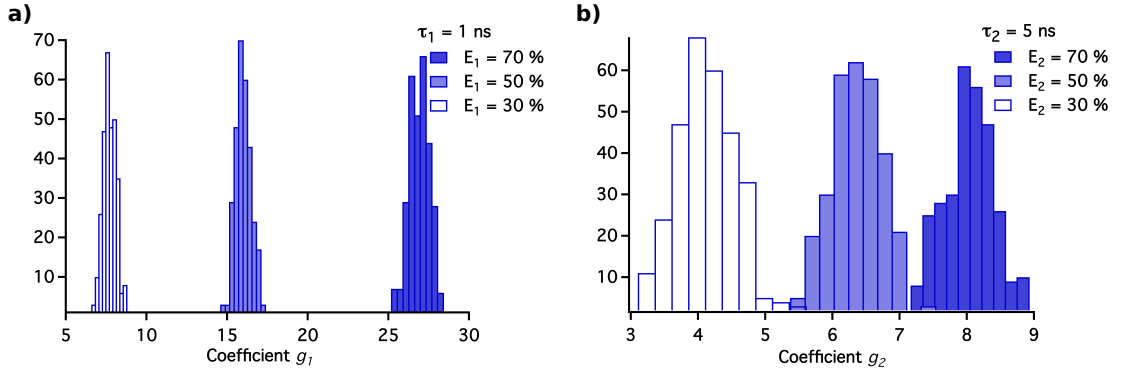 a)
τ1 = 1 ns
E1 = 70 %
E1 = 50 %
E1 = 30 %
70
60
50
40
30
20
10
5 10 15 20 25 30
Coefficient g1
b)
τ2 = 5 ns
E2 = 70 %
E2 = 50 %
E2 = 30 %
60
50
40
30
20
10
3 4 5 6 7 8 9
Coefficient g2